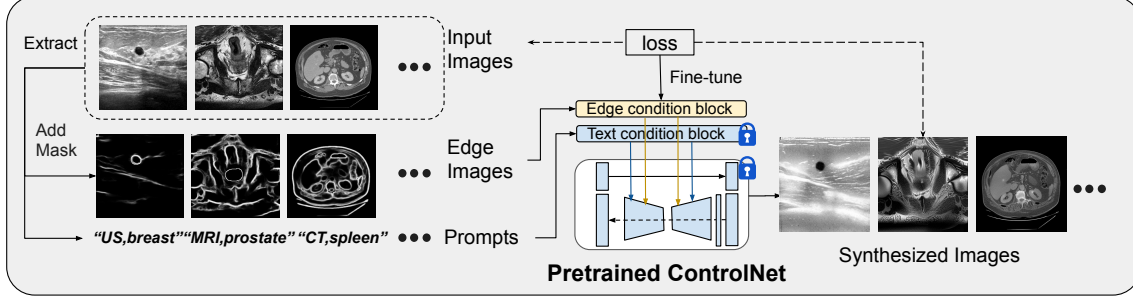 Extract
Input
Images
loss
Fine-tune
Edge condition block
Text condition block
Add
Mask
Edge
Images
“US,breast”“MRI,prostate” “CT,spleen”
Prompts
Pretrained ControlNet
Synthesized Images